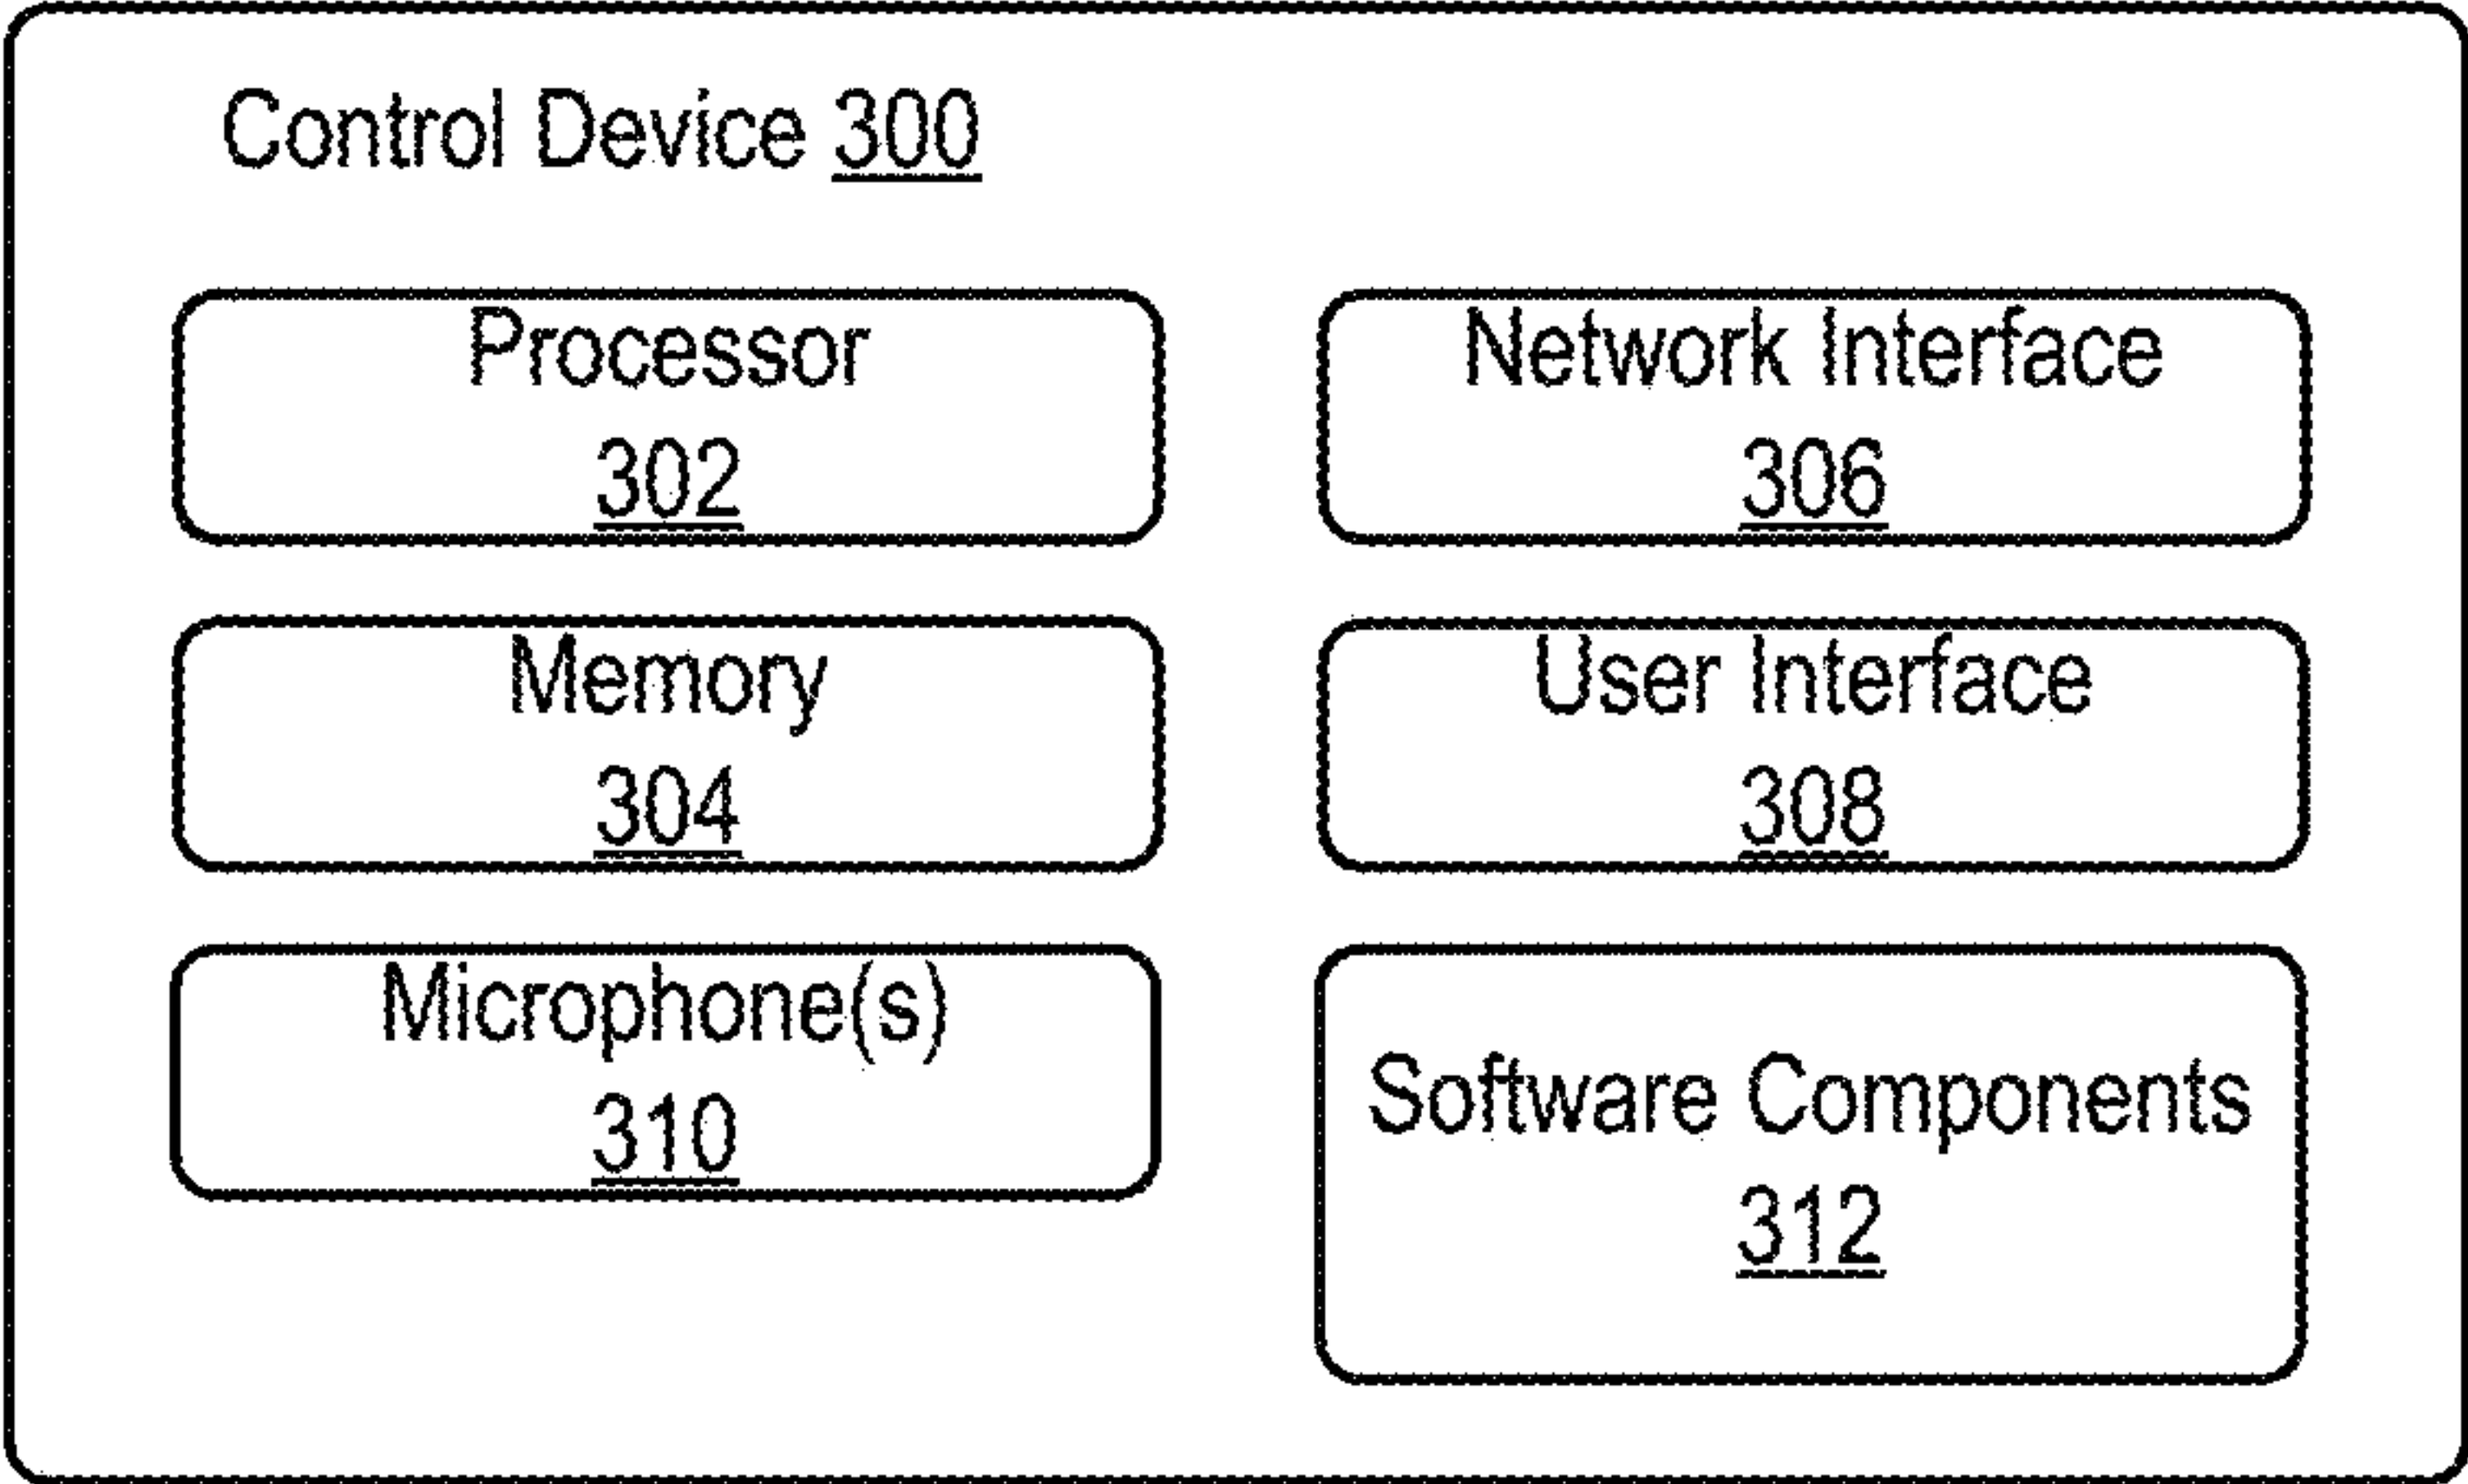 Control Device 300
Processor
302
Network Interface
306
Memory
304
User Interface
308
Microphone(s)
310
Software Components
312